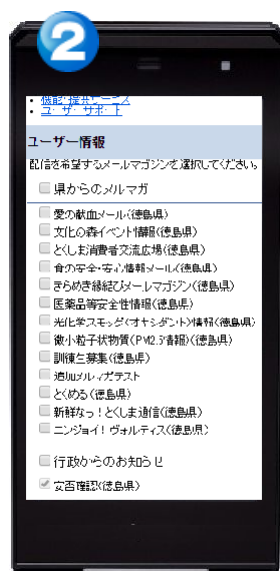 2
機能・提供サービス
ユーザーサポート
ユーザー情報
配信を希望するメールマガジンを選択してください。
県からのメルマガ
愛の献血メール(徳島県)
文化の森イベント情報(徳島県)
とくしま消費者交流広場(徳島県)
食の安全・安心情報メール(徳島県)
きらめき縁結びメールマガジン(徳島県)
医薬品等安全性情報(徳島県)
光化学スモッグ(オキシダント)情報(徳島県)
微小粒子状物質(PM2.5情報)(徳島県)
訓練生募集(徳島県)
追加メルマガテスト
とくめる(徳島県)
新鮮なっ!とくしま通信(徳島県)
エンジョイ!ヴォルティス(徳島県)
行政からのお知らせ
安否確認(徳島県)